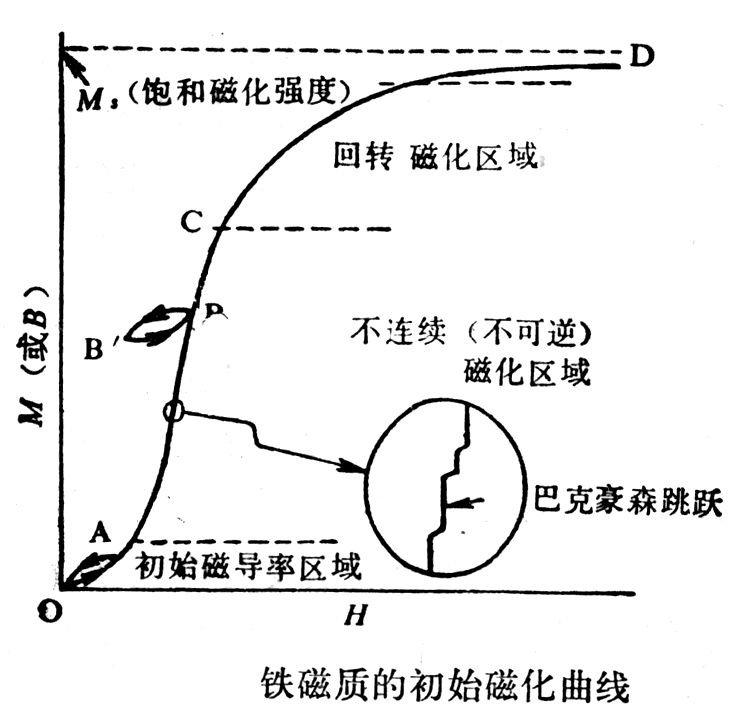 D
Ms(饱和磁化强度)
回转 磁化区域
C
B
B′
M(或B)
不连续(不可逆)
磁化区域
巴克豪森跳跃
A
初始磁导率区域
O
H
铁磁质的初始磁化曲线